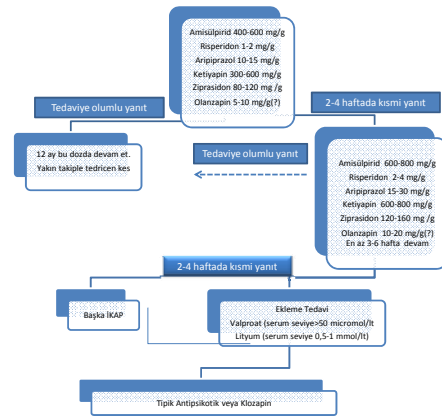 Amisülpirid 400-600 mg/g
Risperidon 1-2 mg/g
Aripiprazol 10-15 mg/g
Ketiyapin 300-600 mg/g
Ziprasidon 80-120 mg /g
Olanzapin 5-10 mg/g(?)
Tedaviye olumlu yanıt
2-4 haftada kısmi yanıt
12 ay bu dozda devam et.
Yakın takiple tedricen kes
Tedaviye olumlu yanıt
Amisülpirid 600-800 mg/g
Risperidon 2-4 mg/g
Aripiprazol 15-30 mg/g
Ketiyapin 600-800 mg/g
Ziprasidon 120-160 mg /g
Olanzapin 10-20 mg/g(?)
En az 3-6 hafta devam
2-4 haftada kısmi yanıt
Başka İKAP
Ekleme Tedavi
Valproat (serum seviye>50 micromol/lt
Lityum (serum seviye 0,5-1 mmol/lt)
Tipik Antipsikotik veya Klozapin